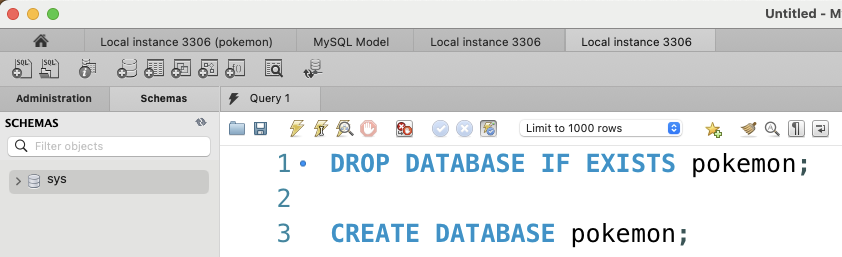 Untitled - M
Local instance 3306 (pokemon) MySQL Model Local instance 3306 Local instance 3306
SQL SQL
Administration Schemas Query 1
SCHEMAS
Limit to 1000 rows
Filter objects
1 DROP DATABASE IF EXISTS pokemon;
sys
2
3 CREATE DATABASE pokemon;